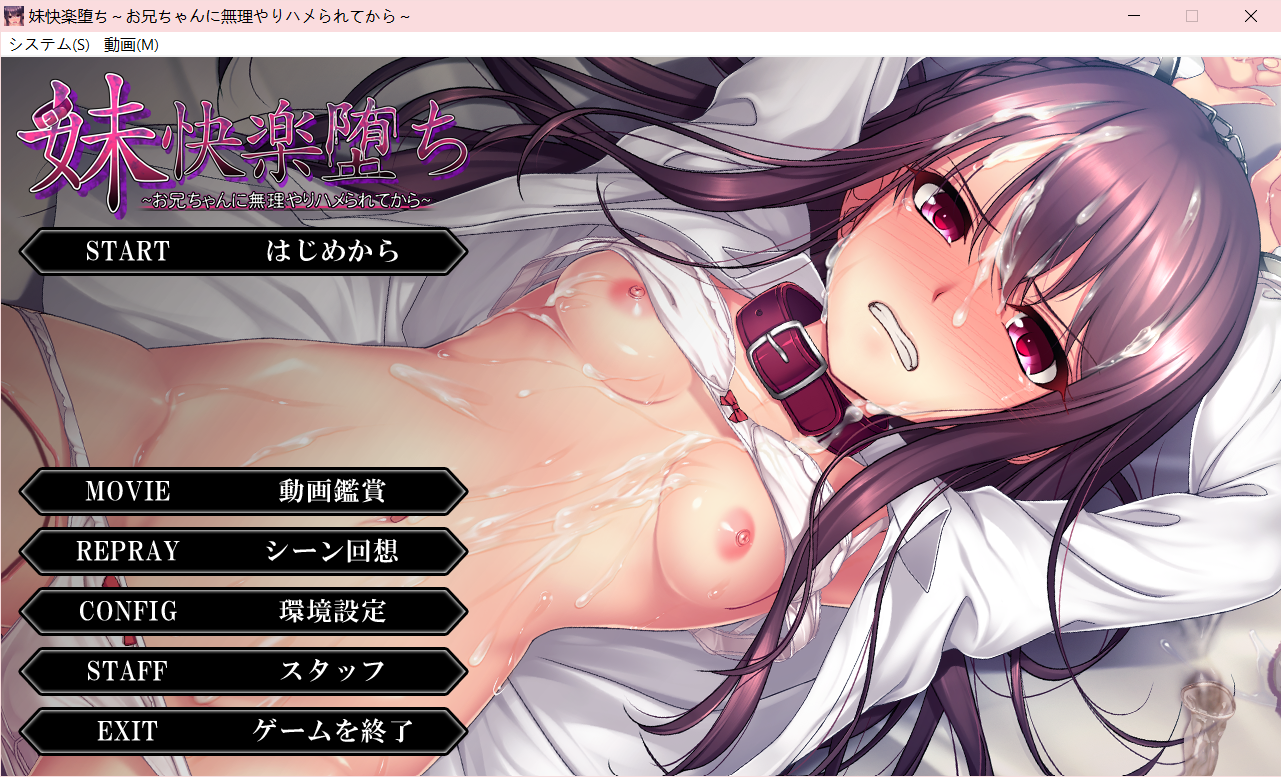 妹快楽堕ち～お兄ちゃんに無理やりハメられてから～
システム(S) 動画(M)
妹快楽堕ち
～お兄ちゃんに無理やりハメられてから～
START はじめから
MOVIE 動画鑑賞
REPRAY シーン回想
CONFIG 環境設定
STAFF スタッフ
EXIT ゲームを終了